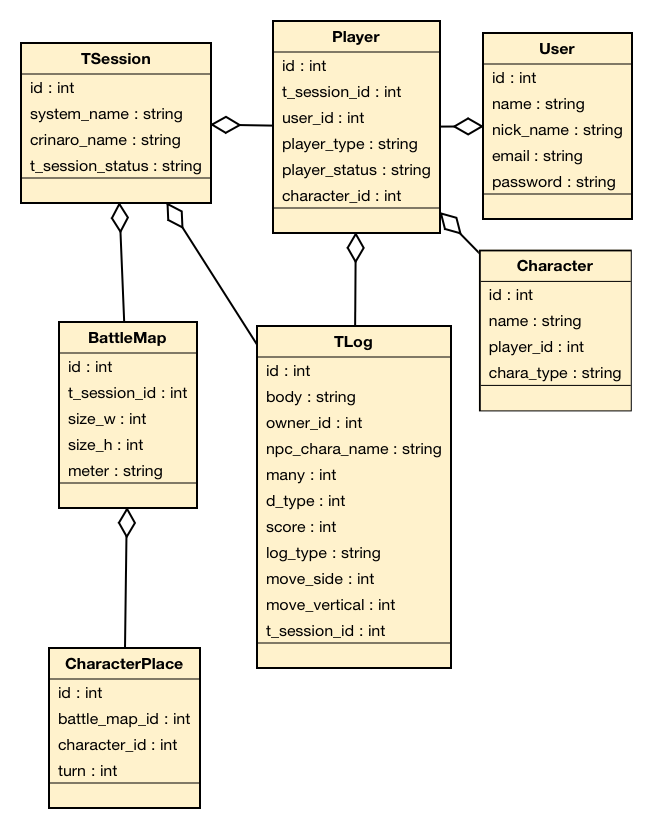 TSession
id : int
system_name : string
crinaro_name : string
t_session_status : string
Player
id : int
t_session_id : int
user_id : int
player_type : string
player_status : string
character_id : int
User
id : int
name : string
nick_name : string
email : string
password : string
Character
id : int
name : string
player_id : int
chara_type : string
BattleMap
id : int
t_session_id : int
size_w : int
size_h : int
meter : string
TLog
id : int
body : string
owner_id : int
npc_chara_name : string
many : int
d_type : int
score : int
log_type : string
move_side : int
move_vertical : int
t_session_id : int
CharacterPlace
id : int
battle_map_id : int
character_id : int
turn : int